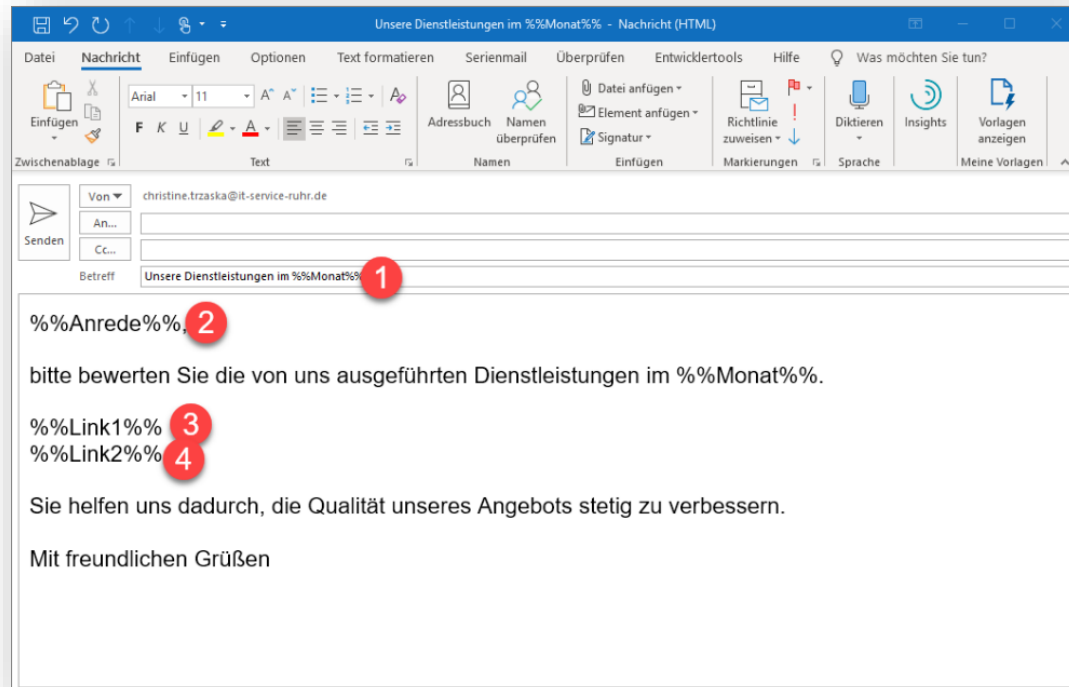 Unsere Dienstleistungen im %%Monat%% - Nachricht (HTML)
Datei Nachricht Einfügen Optionen Text formatieren Serienmail Überprüfen Entwicklertools Hilfe Was möchten Sie tun?
Einfügen
Arial 11
F K U
Adressbuch
Namen überprüfen
Datei anfügen
Element anfügen
Signatur
Richtlinie zuweisen
Diktieren
Insights
Vorlagen anzeigen
Zwischenablage Text Namen Einfügen Markierungen Sprache Meine Vorlagen
Senden
Von christine.trzaska@it-service-ruhr.de
An...
Cc...
Betreff Unsere Dienstleistungen im %%Monat%% 1
%%Anrede%%, 2
bitte bewerten Sie die von uns ausgeführten Dienstleistungen im %%Monat%%.
%%Link1%% 3
%%Link2%% 4
Sie helfen uns dadurch, die Qualität unseres Angebots stetig zu verbessern.
Mit freundlichen Grüßen